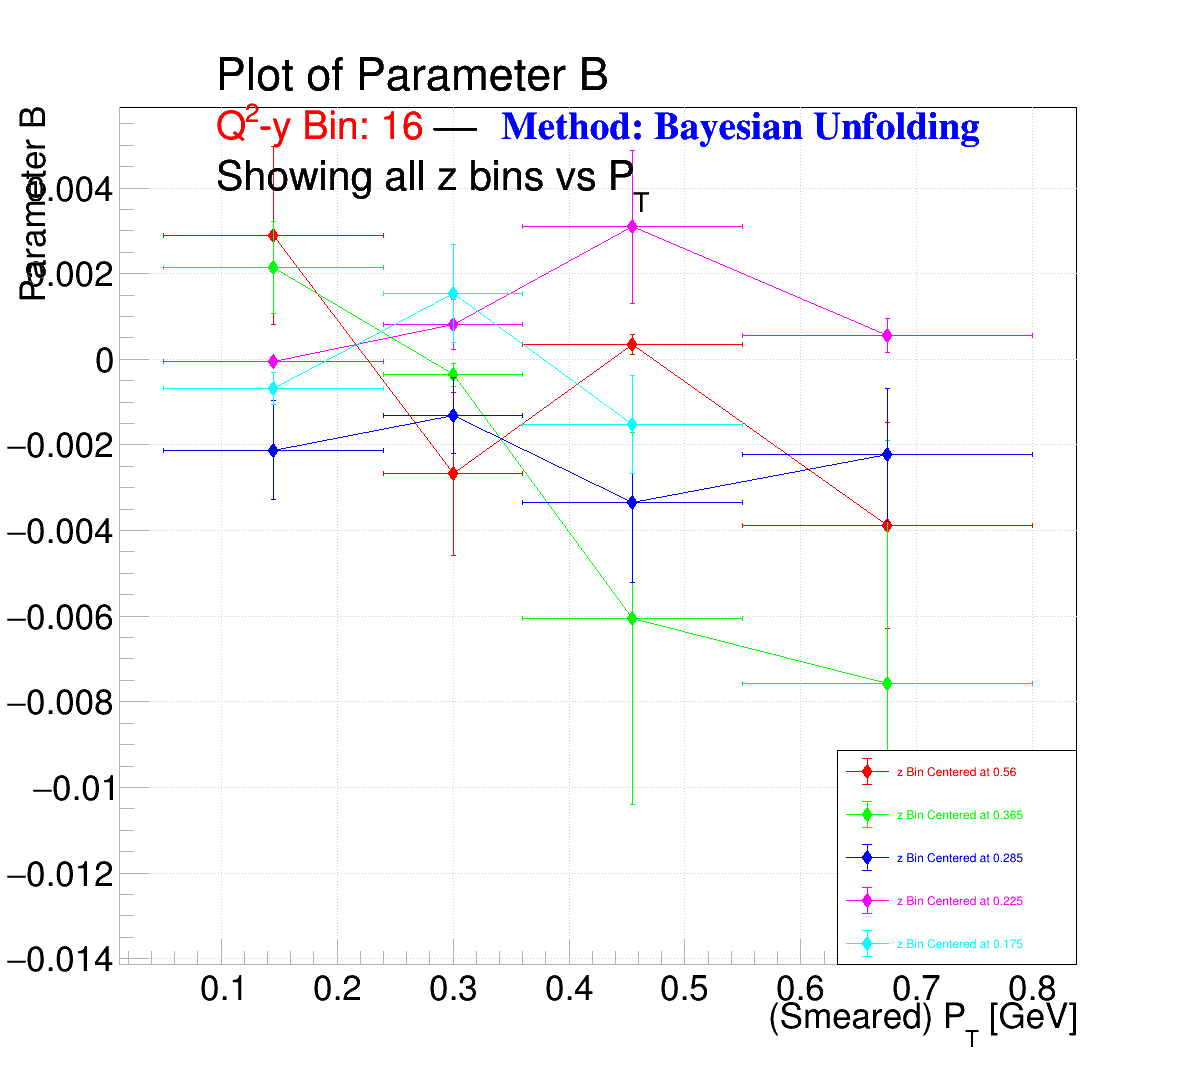 Plot of Parameter B
Q²-y Bin: 16 — Method: Bayesian Unfolding
Showing all z bins vs P_T
Parameter B
0.004
0.002
0
−0.002
−0.004
−0.006
−0.008
−0.01
−0.012
−0.014
z Bin Centered at 0.56
z Bin Centered at 0.365
z Bin Centered at 0.285
z Bin Centered at 0.225
z Bin Centered at 0.175
0.1 0.2 0.3 0.4 0.5 0.6 0.7 0.8
(Smeared) P_T [GeV]